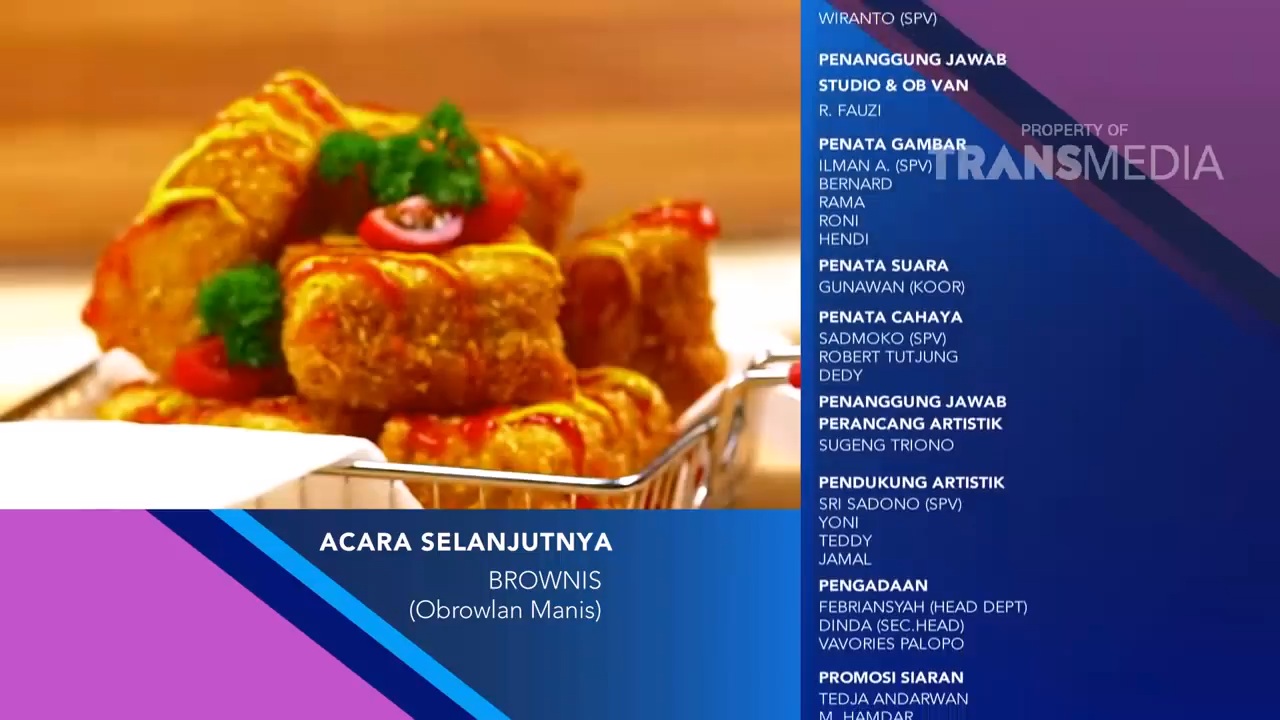 WIRANTO (SPV)
PENANGGUNG JAWAB
STUDIO & OB VAN
R. FAUZI
PENATA GAMBAR
ILMAN A. (SPV)
BERNARD
RAMA
RONI
HENDI
PENATA SUARA
GUNAWAN (KOOR)
PENATA CAHAYA
SADMOKO (SPV)
ROBERT TUTJUNG
DEDY
PENANGGUNG JAWAB
PERANCANG ARTISTIK
SUGENG TRIONO
PENDUKUNG ARTISTIK
SRI SADONO (SPV)
YONI
TEDDY
JAMAL
PENGADAAN
FEBRIANSYAH (HEAD DEPT)
DINDA (SEC.HEAD)
VAVORIES PALOPO
PROMOSI SIARAN
TEDJA ANDARWAN
M. HAMDAR
PROPERTY OF
TRANSMEDIA
ACARA SELANJUTNYA
BROWNIS
(Obrowlan Manis)